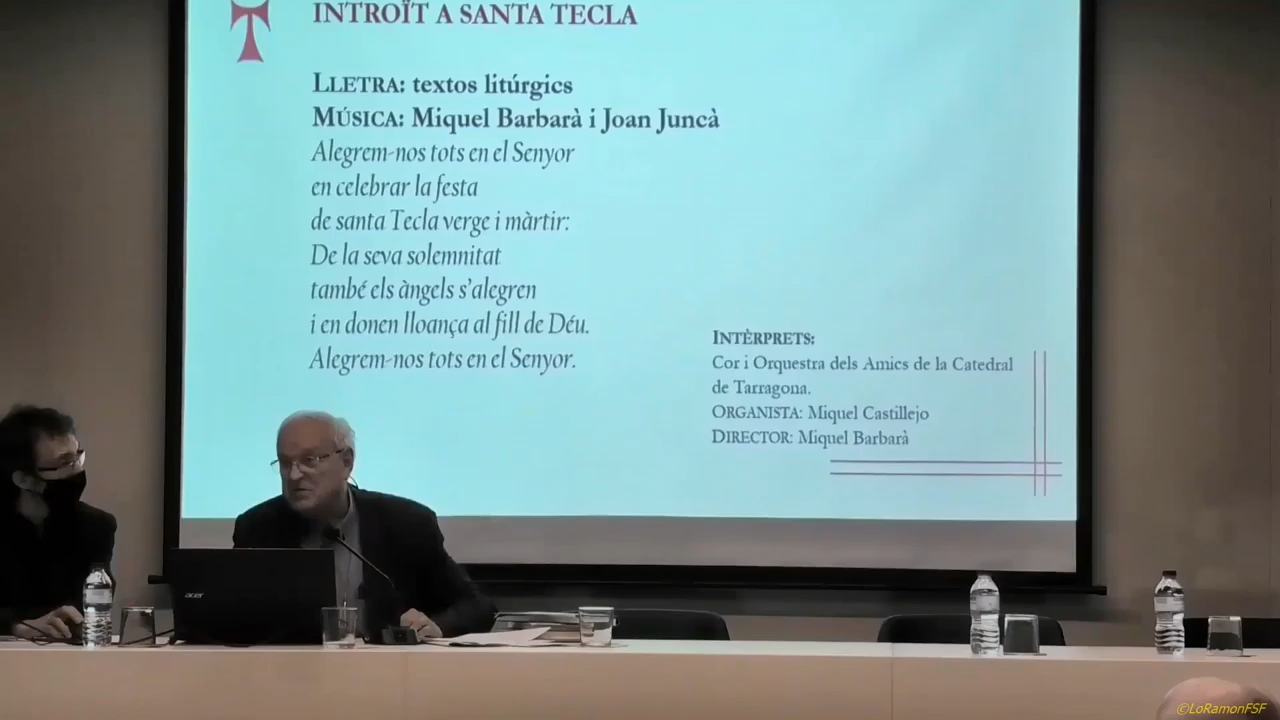 INTROÏT A SANTA TECLA
LLETRA: textos litúrgics
MÚSICA: Miquel Barbarà i Joan Juncà
Alegrem-nos tots en el Senyor
en celebrar la festa
de santa Tecla verge i màrtir:
De la seva solemnitat
també els àngels s'alegren
i en donen lloança al fill de Déu.
Alegrem-nos tots en el Senyor.
INTÈRPRETS:
Cor i Orquestra dels Amics de la Catedral
de Tarragona.
ORGANISTA: Miquel Castillejo
DIRECTOR: Miquel Barbarà
acer
©LoRamonFSF